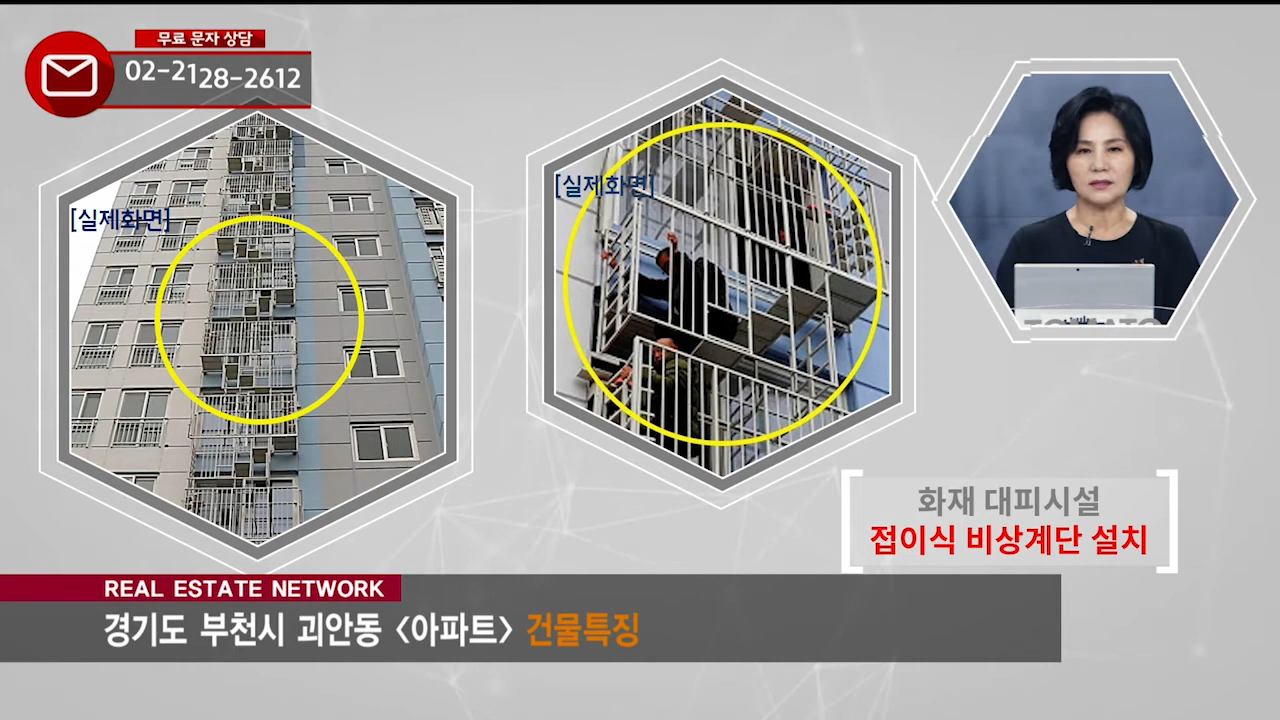 무료 문자 상담
02-2128-2612
[실제화면]
[실제화면]
화재 대피시설
접이식 비상계단 설치
REAL ESTATE NETWORK
경기도 부천시 괴안동 <아파트> 건물특징